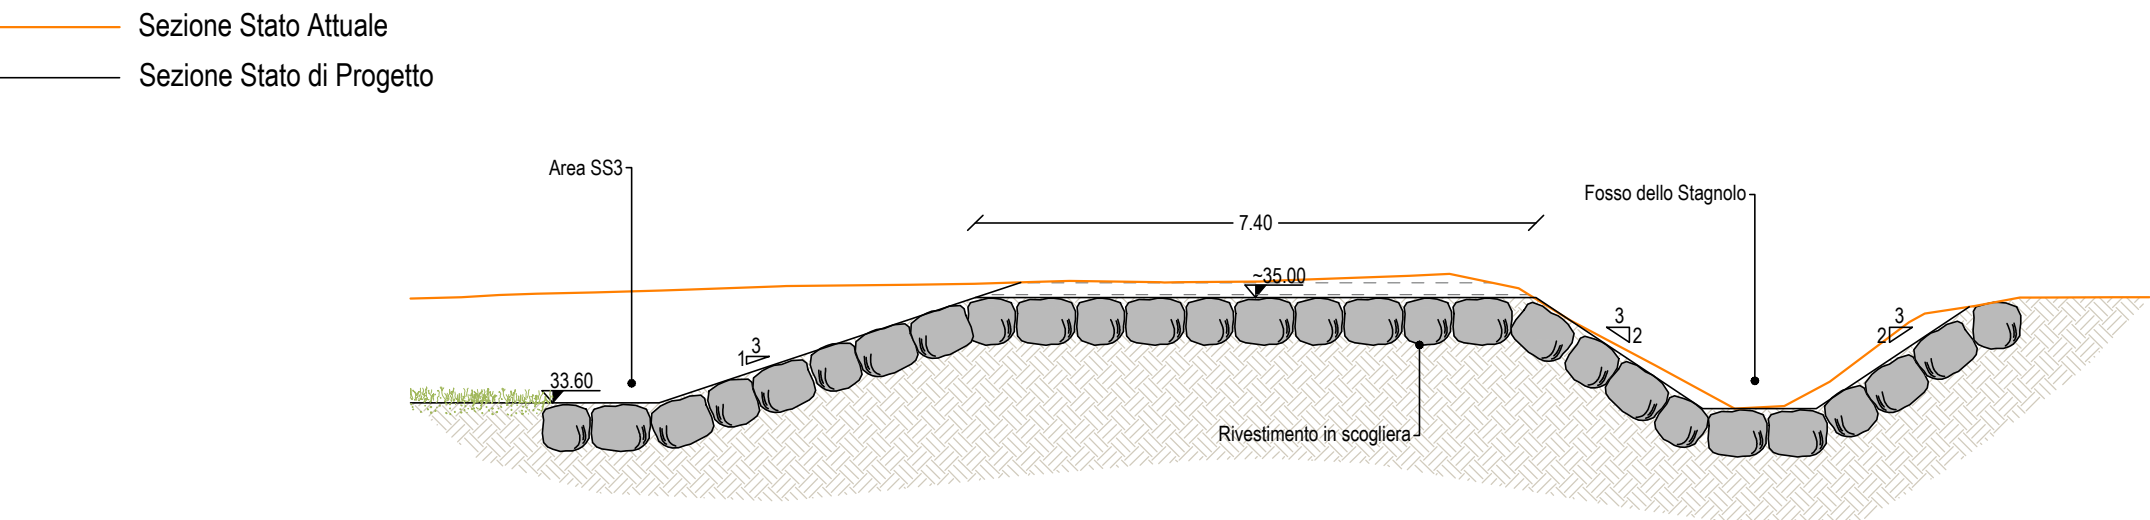 Sezione Stato Attuale
Sezione Stato di Progetto
Area SS3
Fosso dello Stagnolo
7.40
~35.00
3
2
3
2
3
1
33.60
Rivestimento in scogliera